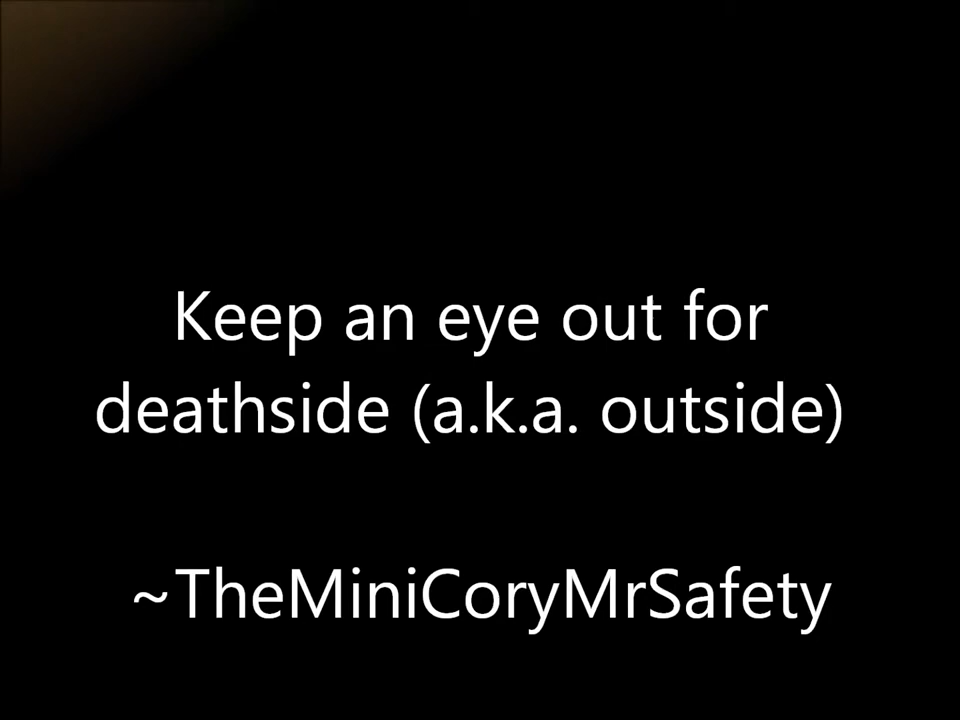 Keep an eye out for
deathside (a.k.a. outside)
~TheMiniCoryMrSafety